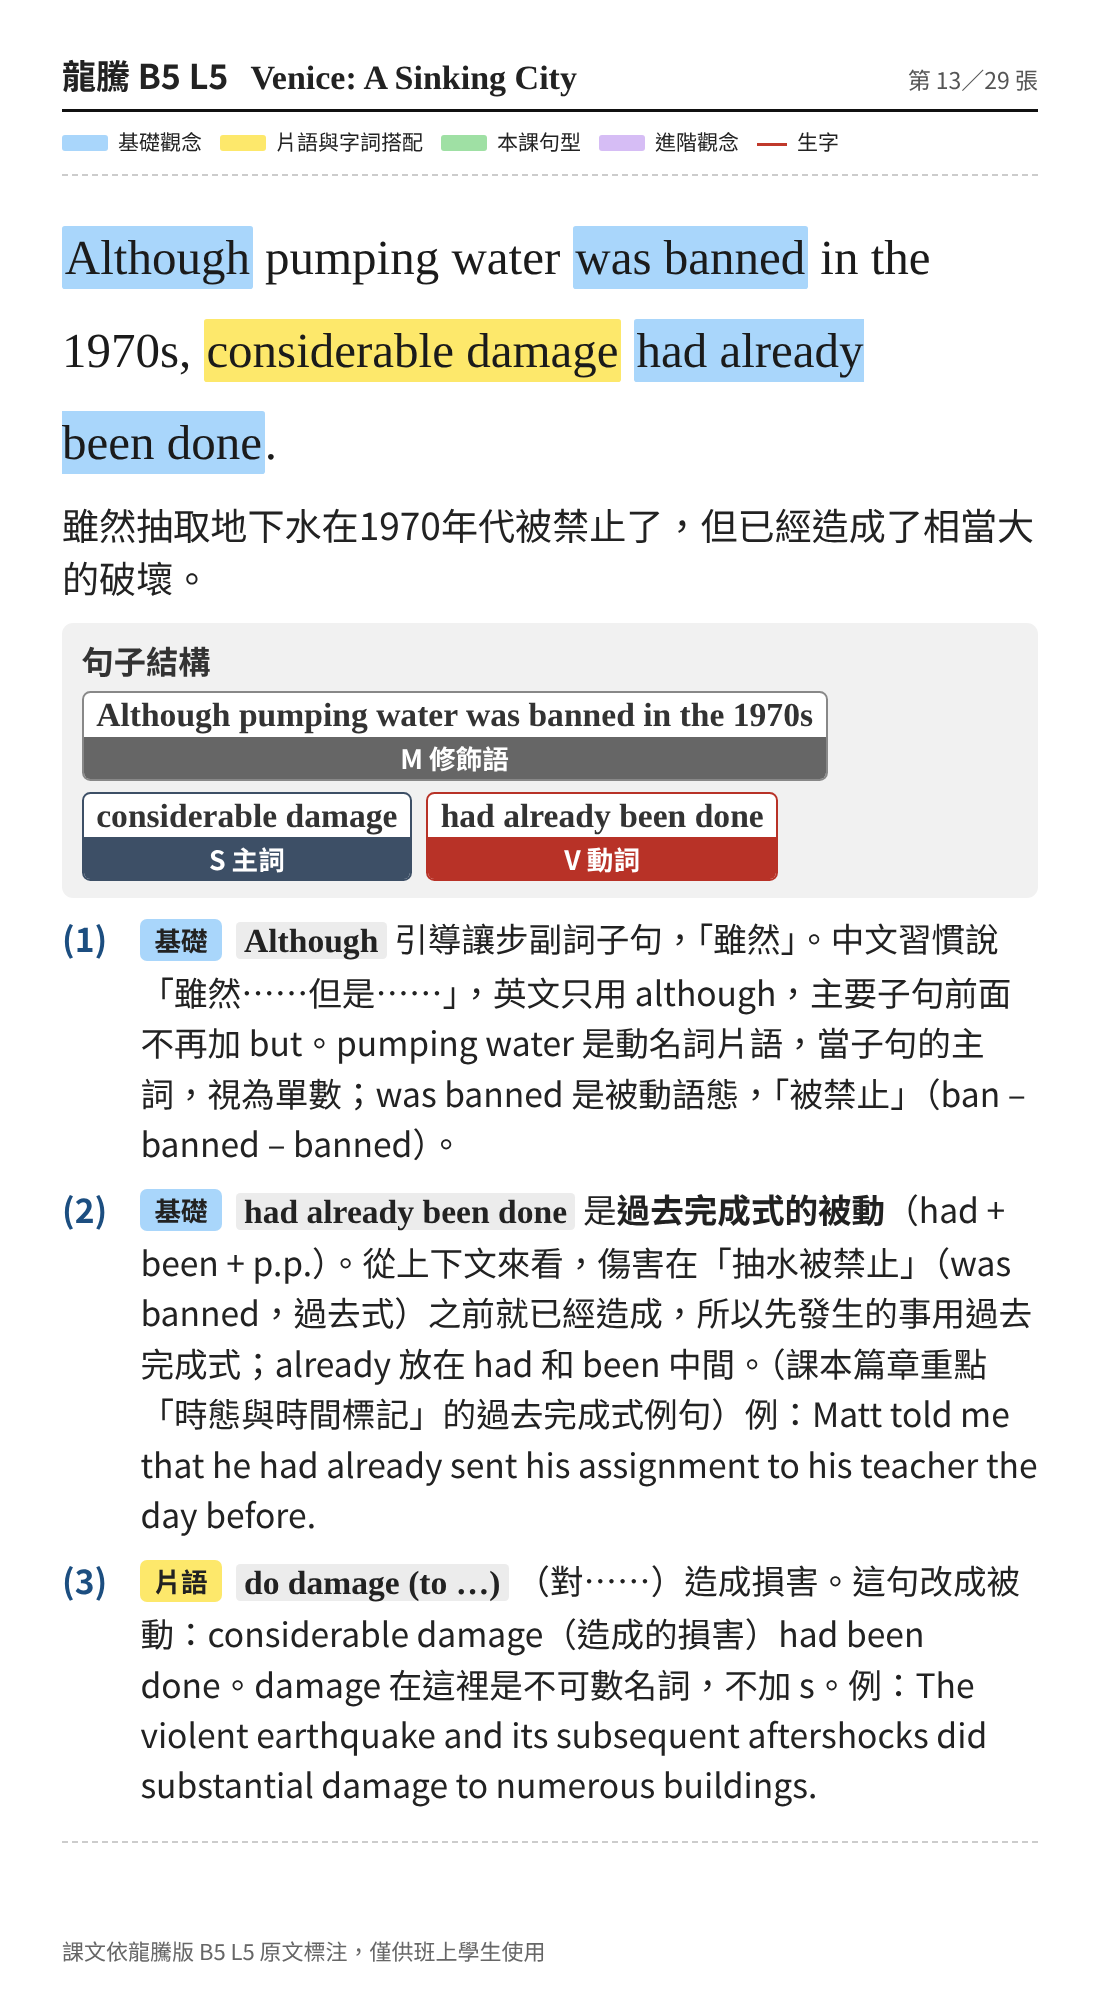 龍騰 B5 L5 Venice: A Sinking City 第 13／29 張
基礎觀念 片語與字詞搭配 本課句型 進階觀念 生字
Although pumping water was banned in the
1970s, considerable damage had already
been done.
雖然抽取地下水在1970年代被禁止了，但已經造成了相當大
的破壞。
句子結構
Although pumping water was banned in the 1970s
M 修飾語
considerable damage had already been done
S 主詞 V 動詞
(1) 基礎 Although 引導讓步副詞子句，「雖然」。中文習慣說
「雖然……但是……」，英文只用 although，主要子句前面
不再加 but。pumping water 是動名詞片語，當子句的主
詞，視為單數；was banned 是被動語態，「被禁止」（ban –
banned – banned）。
(2) 基礎 had already been done 是過去完成式的被動（had +
been + p.p.）。從上下文來看，傷害在「抽水被禁止」（was
banned，過去式）之前就已經造成，所以先發生的事用過去
完成式；already 放在 had 和 been 中間。（課本篇章重點
「時態與時間標記」的過去完成式例句）例：Matt told me
that he had already sent his assignment to his teacher the
day before.
(3) 片語 do damage (to …) （對……）造成損害。這句改成被
動：considerable damage（造成的損害）had been
done。damage 在這裡是不可數名詞，不加 s。例：The
violent earthquake and its subsequent aftershocks did
substantial damage to numerous buildings.
課文依龍騰版 B5 L5 原文標注，僅供班上學生使用